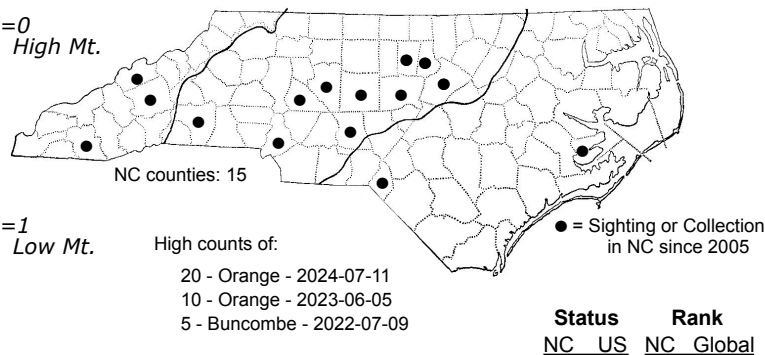 =0
High Mt.
NC counties: 15
=1
Low Mt.
High counts of:
20 - Orange - 2024-07-11
10 - Orange - 2023-06-05
5 - Buncombe - 2022-07-09
● = Sighting or Collection
in NC since 2005
Status Rank
NC US NC Global